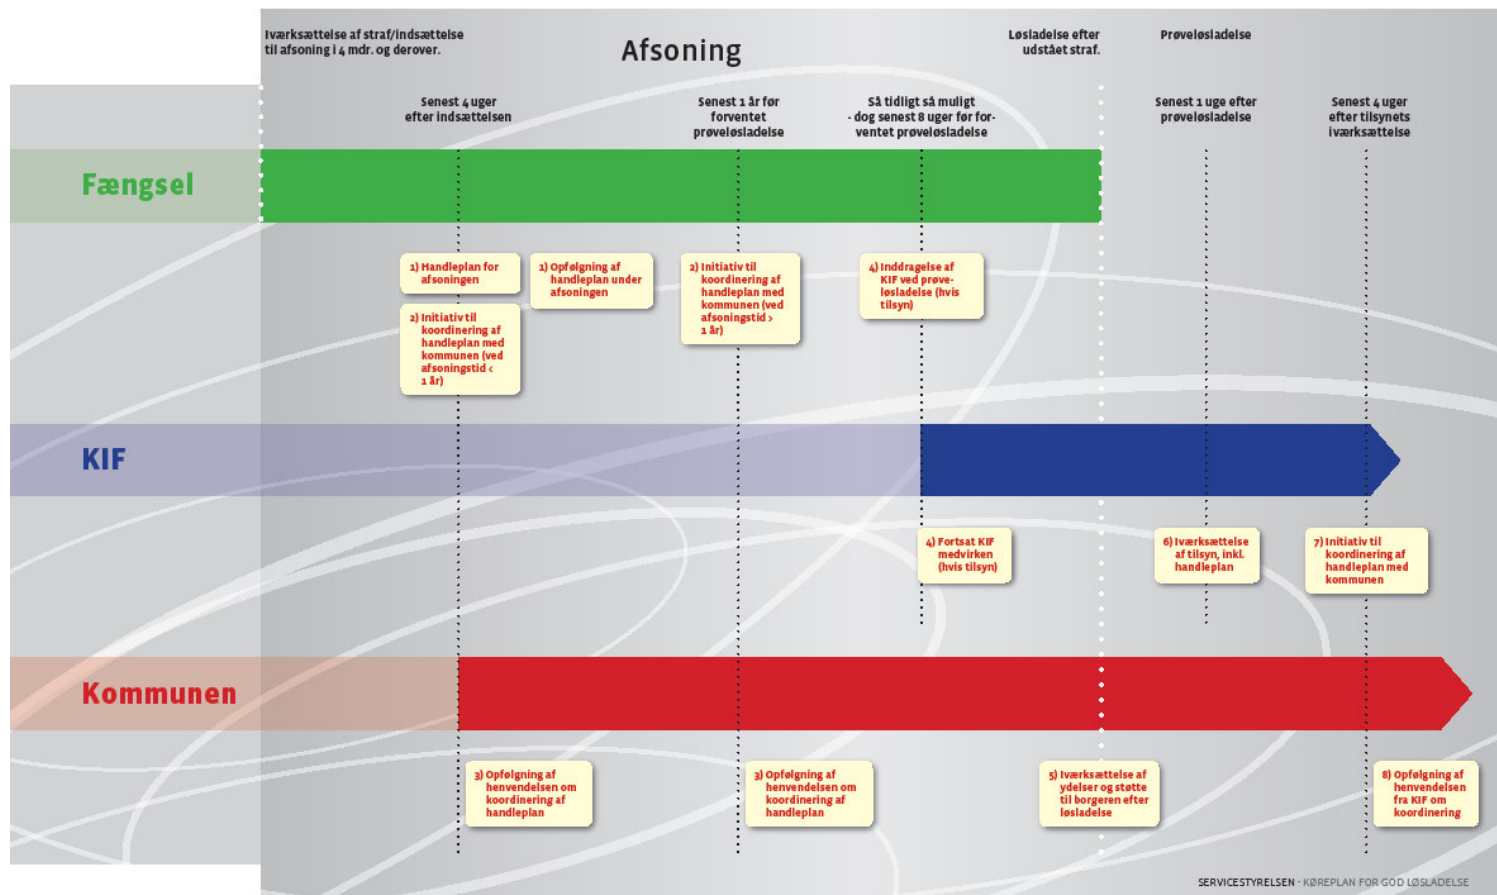 Iværksættelse af straf/indsættelse
til afsoning i 4 mdr. og derover.
Afsoning
Løsladelse efter
udstået straf.
Prøveløsladelse
Senest 4 uger
efter indsættelsen
Senest 1 år før
forventet
prøveløsladelse
Så tidligt så muligt
- dog senest 8 uger før for-
ventet prøveløsladelse
Senest 1 uge efter
prøveløsladelse
Senest 4 uger
efter tilsynets
iværksættelse
Fængsel
1) Handleplan for
afsoningen
1) Opfølgning af
handleplan under
afsoningen
2) Initiativ til
koordinering af
handleplan med
kommunen (ved
afsoningstid >
1 år)
4) Inddragelse af
KIF ved prøve-
løsladelse (hvis
tilsyn)
2) Initiativ til
koordinering af
handleplan med
kommunen (ved
afsoningstid <
1 år)
KIF
4) Fortsat KIF
medvirken
(hvis tilsyn)
6) Iværksættelse
af tilsyn, inkl.
handleplan
7) Initiativ til
koordinering af
handleplan med
kommunen
Kommunen
3) Opfølgning af
henvendelsen om
koordinering af
handleplan
3) Opfølgning af
henvendelsen om
koordinering af
handleplan
5) Iværksættelse af
ydelser og støtte
til borgeren efter
løsladelse
8) Opfølgning af
henvendelsen
fra KIF om
koordinering
SERVICESTYRELSEN - KØREPLAN FOR GOD LØSLADELSE